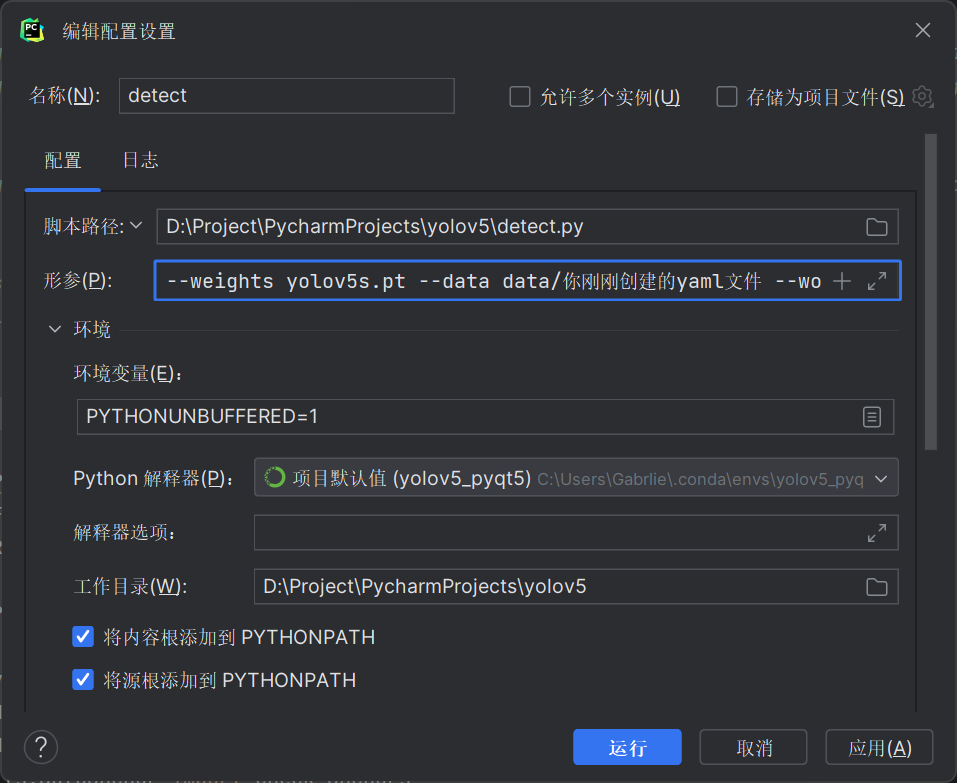 PC
编辑配置设置
名称(N): detect 允许多个实例(U) 存储为项目文件(S)
配置 日志
脚本路径: D:\Project\PycharmProjects\yolov5\detect.py
形参(P): --weights yolov5s.pt --data data/你刚刚创建的yaml文件 --wo
环境
环境变量(E):
PYTHONUNBUFFERED=1
Python 解释器(P): 项目默认值 (yolov5_pyqt5) C:\Users\Gabrlie\.conda\envs\yolov5_pyq
解释器选项:
工作目录(W): D:\Project\PycharmProjects\yolov5
将内容根添加到 PYTHONPATH
将源根添加到 PYTHONPATH
? 运行 取消 应用(A)